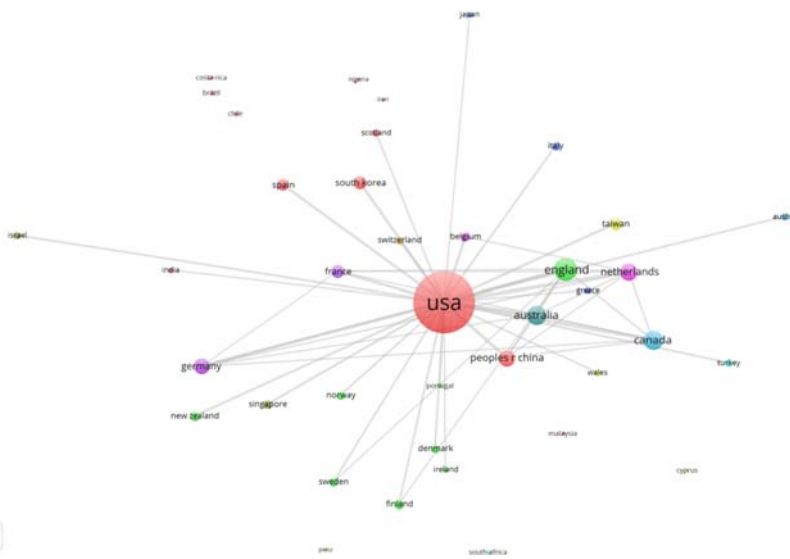 japan
costa rica
nigeria
brazil
iran
chile
scotland
italy
spain
south korea
taiwan
israel
switzerland
belgium
india
france
england
netherlands
greece
usa
australia
canada
peoples r china
germany
turkey
wales
portugal
norway
new zealand
singapore
malaysia
denmark
ireland
cyprus
sweden
finland
south africa